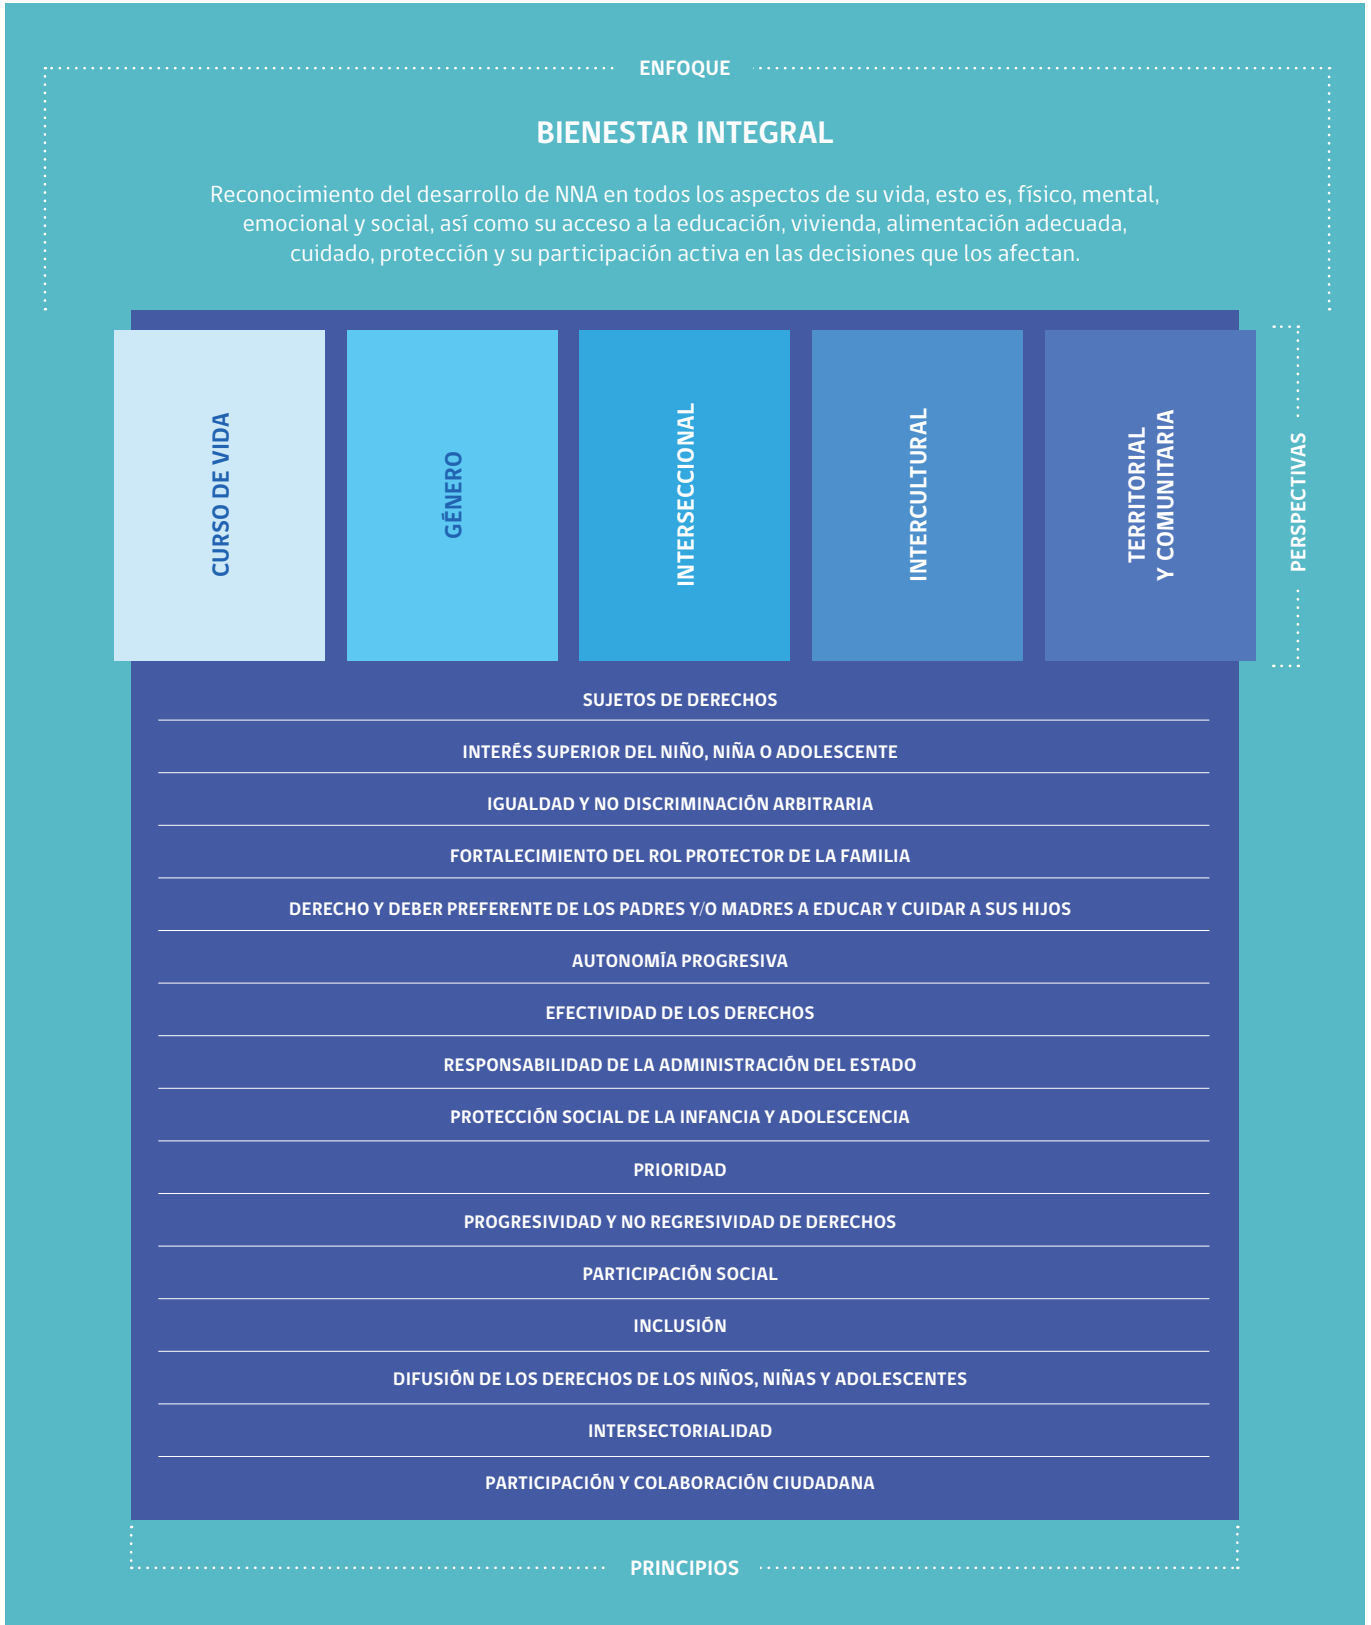 ENFOQUE
BIENESTAR INTEGRAL
Reconocimiento del desarrollo de NNA en todos los aspectos de su vida, esto es, físico, mental,
emocional y social, así como su acceso a la educación, vivienda, alimentación adecuada,
cuidado, protección y su participación activa en las decisiones que los afectan.
CURSO DE VIDA
GÉNERO
INTERSECCIONAL
INTERCULTURAL
TERRITORIAL
Y COMUNITARIA
PERSPECTIVAS
SUJETOS DE DERECHOS
INTERÉS SUPERIOR DEL NIÑO, NIÑA O ADOLESCENTE
IGUALDAD Y NO DISCRIMINACIÓN ARBITRARIA
FORTALECIMIENTO DEL ROL PROTECTOR DE LA FAMILIA
DERECHO Y DEBER PREFERENTE DE LOS PADRES Y/O MADRES A EDUCAR Y CUIDAR A SUS HIJOS
AUTONOMÍA PROGRESIVA
EFECTIVIDAD DE LOS DERECHOS
RESPONSABILIDAD DE LA ADMINISTRACIÓN DEL ESTADO
PROTECCIÓN SOCIAL DE LA INFANCIA Y ADOLESCENCIA
PRIORIDAD
PROGRESIVIDAD Y NO REGRESIVIDAD DE DERECHOS
PARTICIPACIÓN SOCIAL
INCLUSIÓN
DIFUSIÓN DE LOS DERECHOS DE LOS NIÑOS, NIÑAS Y ADOLESCENTES
INTERSECTORIALIDAD
PARTICIPACIÓN Y COLABORACIÓN CIUDADANA
PRINCIPIOS